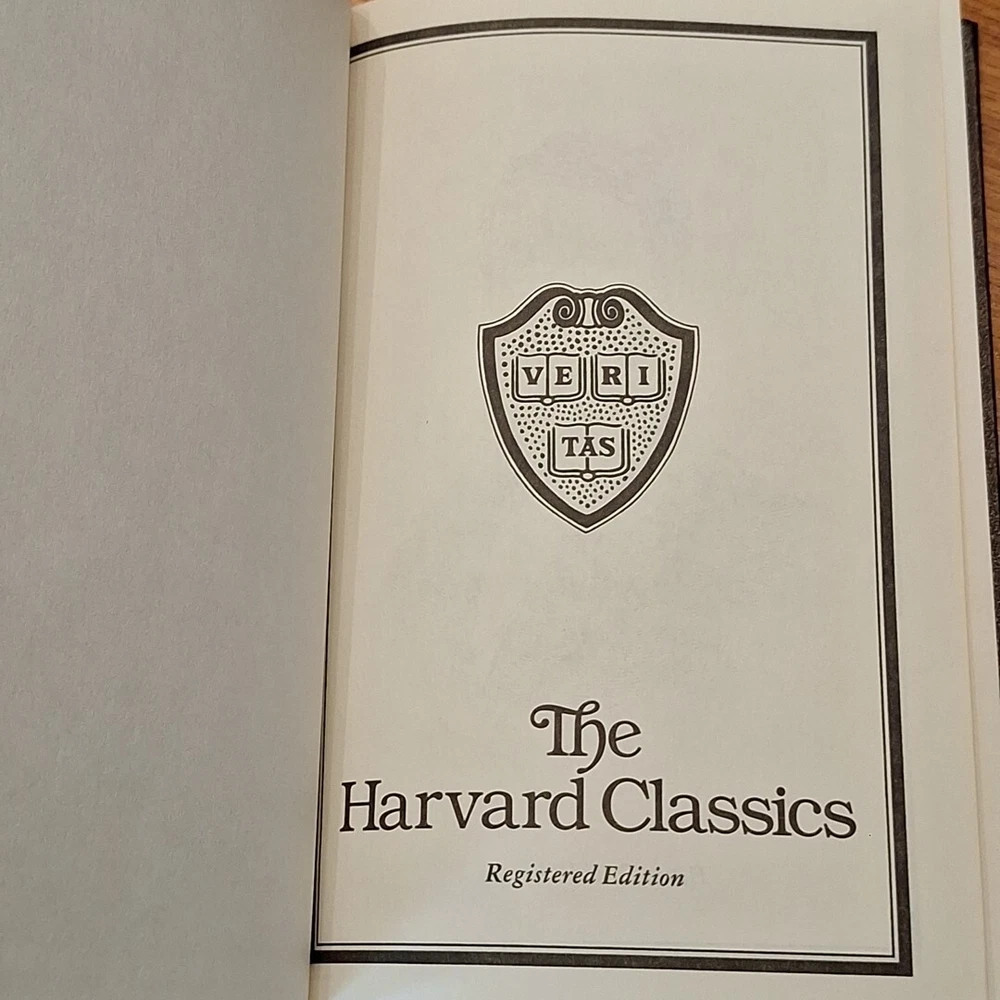 VE RI
TAS
The
Harvard Classics
Registered Edition